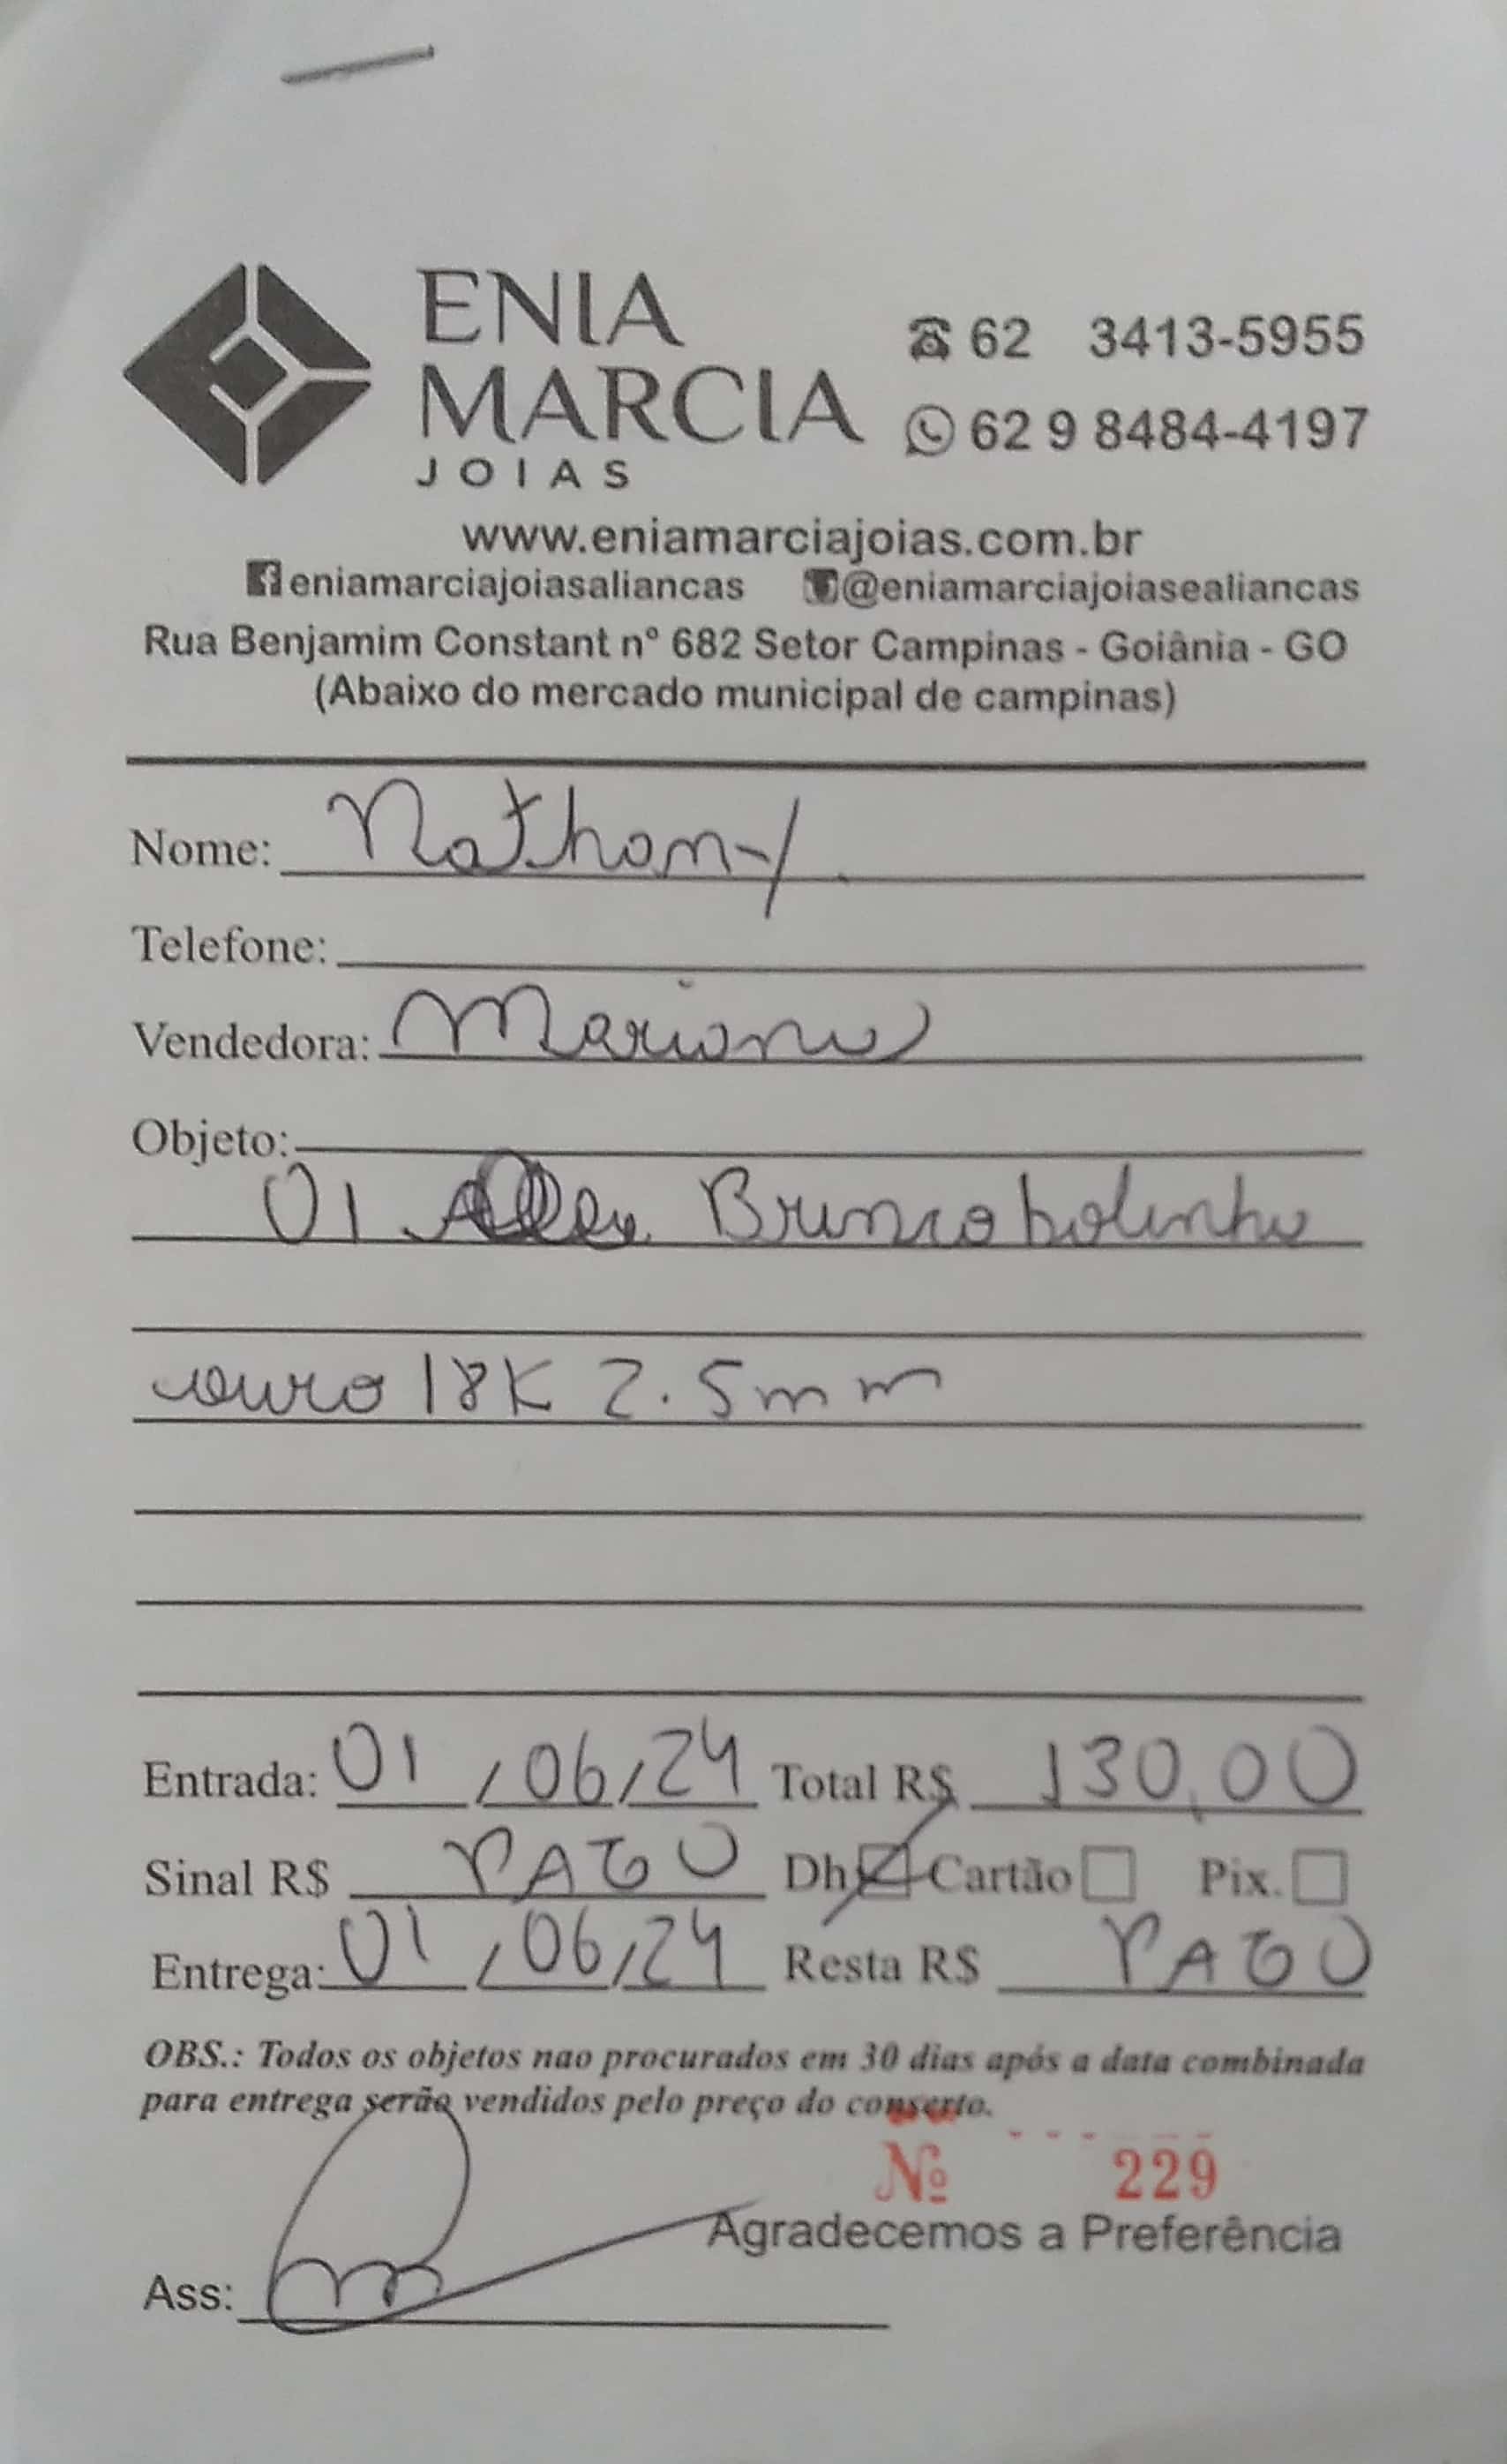 ENIA
MARCIA
JOIAS
62 3413-5955
62 9 8484-4197
www.eniamarciajoias.com.br
eniamarciajoiasaliancas @eniamarciajoiasealiancas
Rua Benjamim Constant nº 682 Setor Campinas - Goiânia - GO
(Abaixo do mercado municipal de campinas)
Nome: Nathany
Telefone:
Vendedora: Mariana
Objeto:
01 Brinco bolinha
ouro 18K 2.5mm
Entrada: 01/06/24 Total R$ 130,00
Sinal R$ PAGO Dh Cartão Pix.
Entrega: 01/06/24 Resta R$ PAGO
OBS.: Todos os objetos nao procurados em 30 dias após a data combinada
para entrega serão vendidos pelo preço do conserto.
Nº 229
Agradecemos a Preferência
Ass: